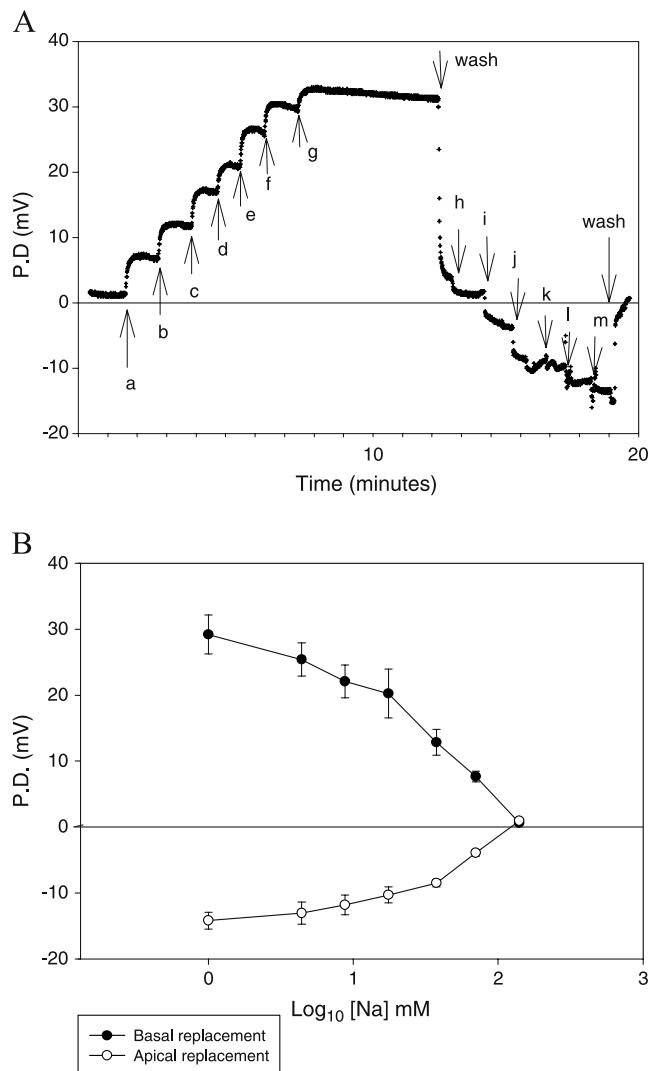 A
40
30
20
10
0
-10
-20
P.D (mV)
a
b
c
d
e
f
g
wash
h
i
j
k
l
m
wash
10
20
Time (minutes)
B
40
30
20
10
0
-10
-20
P.D. (mV)
0
1
2
3
Log10 [Na] mM
Basal replacement
Apical replacement